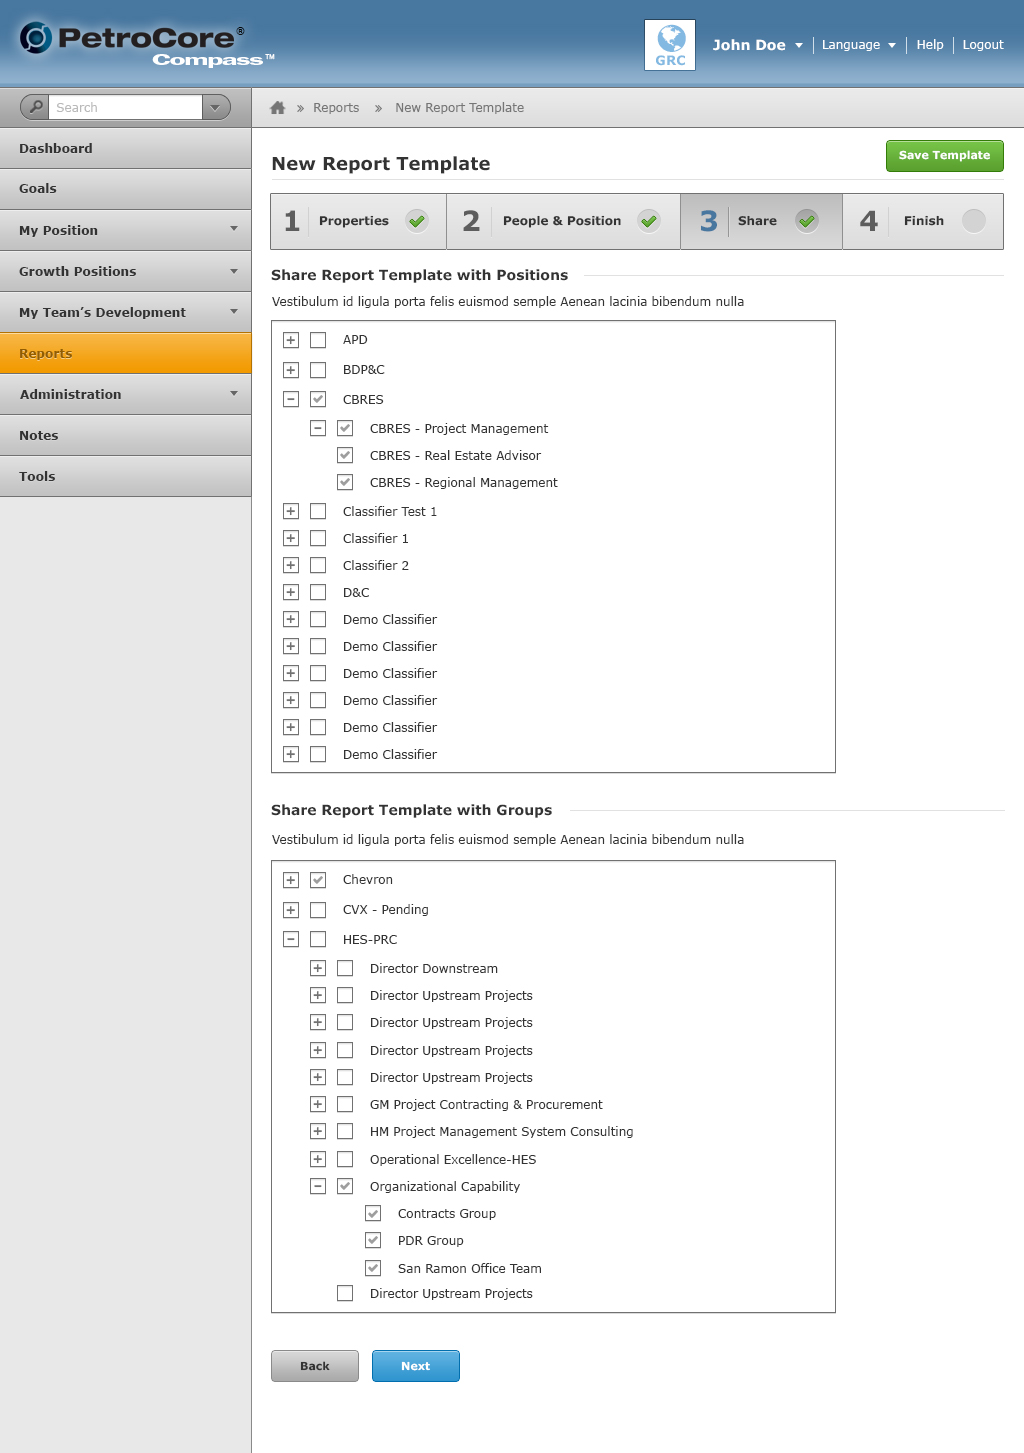 PetroCore®
Compass™
GRC
John Doe
Language
Help
Logout
Search
Reports » New Report Template
Dashboard
Goals
My Position
Growth Positions
My Team's Development
Reports
Administration
Notes
Tools
New Report Template
Save Template
1 Properties
2 People & Position
3 Share
4 Finish
Share Report Template with Positions
Vestibulum id ligula porta felis euismod semple Aenean lacinia bibendum nulla
APD
BDP&C
CBRES
CBRES - Project Management
CBRES - Real Estate Advisor
CBRES - Regional Management
Classifier Test 1
Classifier 1
Classifier 2
D&C
Demo Classifier
Demo Classifier
Demo Classifier
Demo Classifier
Demo Classifier
Demo Classifier
Share Report Template with Groups
Vestibulum id ligula porta felis euismod semple Aenean lacinia bibendum nulla
Chevron
CVX - Pending
HES-PRC
Director Downstream
Director Upstream Projects
Director Upstream Projects
Director Upstream Projects
Director Upstream Projects
GM Project Contracting & Procurement
HM Project Management System Consulting
Operational Excellence-HES
Organizational Capability
Contracts Group
PDR Group
San Ramon Office Team
Director Upstream Projects
Back
Next